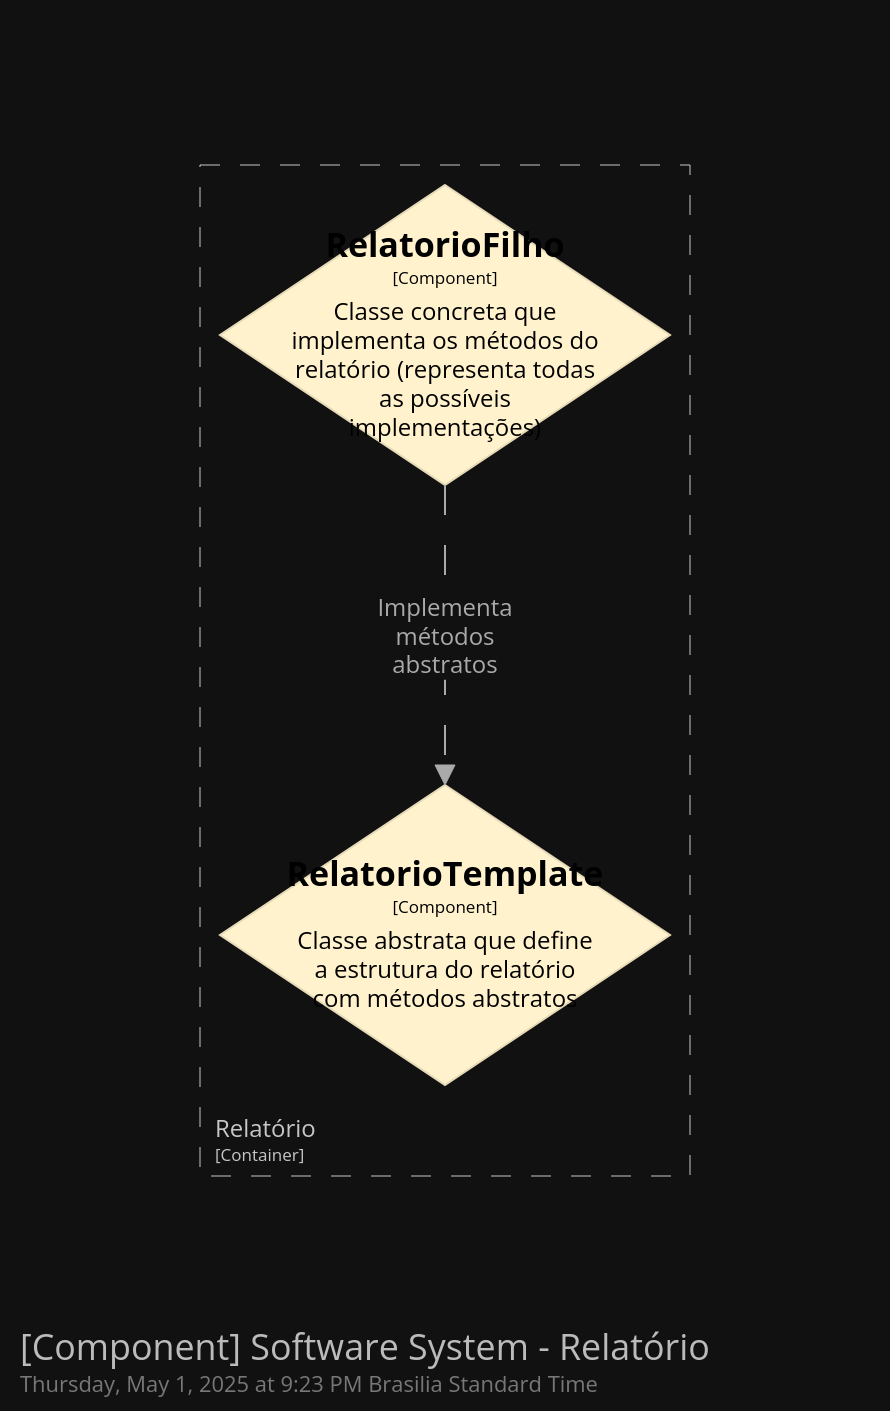 RelatorioFilho
[Component]
Classe concreta que
implementa os métodos do
relatório (representa todas
as possíveis
implementações)
Implementa
métodos
abstratos
RelatorioTemplate
[Component]
Classe abstrata que define
a estrutura do relatório
com métodos abstratos
Relatório
[Container]
[Component] Software System - Relatório
Thursday, May 1, 2025 at 9:23 PM Brasilia Standard Time